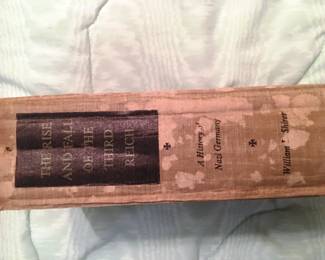 THE RISE
AND FALL
OF THE
THIRD
REICH
A History of
Nazi Germany
William Shirer